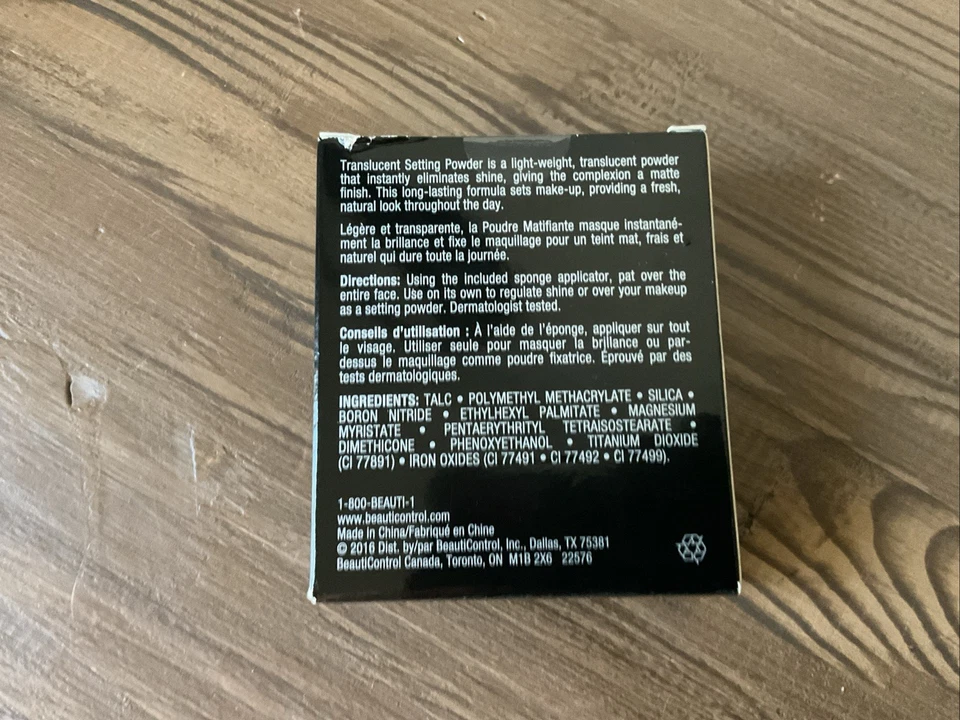 Translucent Setting Powder is a light-weight, translucent powder
that instantly eliminates shine, giving the complexion a matte
finish. This long-lasting formula sets make-up, providing a fresh,
natural look throughout the day.
Légère et transparente, la Poudre Matifiante masque instantané-
ment la brillance et fixe le maquillage pour un teint mat, frais et
naturel qui dure toute la journée.
Directions: Using the included sponge applicator, pat over the
entire face. Use on its own to regulate shine or over your makeup
as a setting powder. Dermatologist tested.
Conseils d'utilisation : À l'aide de l'éponge, appliquer sur tout
le visage. Utiliser seule pour masquer la brillance ou par-
dessus le maquillage comme poudre fixatrice. Éprouvé par des
tests dermatologiques.
INGREDIENTS: TALC • POLYMETHYL METHACRYLATE • SILICA •
BORON NITRIDE • ETHYLHEXYL PALMITATE • MAGNESIUM
MYRISTATE • PENTAERYTHRITYL TETRAISOSTEARATE •
DIMETHICONE • PHENOXYETHANOL • TITANIUM DIOXIDE
(CI 77891) • IRON OXIDES (CI 77491 • CI 77492 • CI 77499).
1-800-BEAUTI-1
www.beauticontrol.com
Made in China/Fabriqué en Chine
© 2016 Dist. by/par BeautiControl, Inc., Dallas, TX 75381
BeautiControl Canada, Toronto, ON M1B 2X6 22576